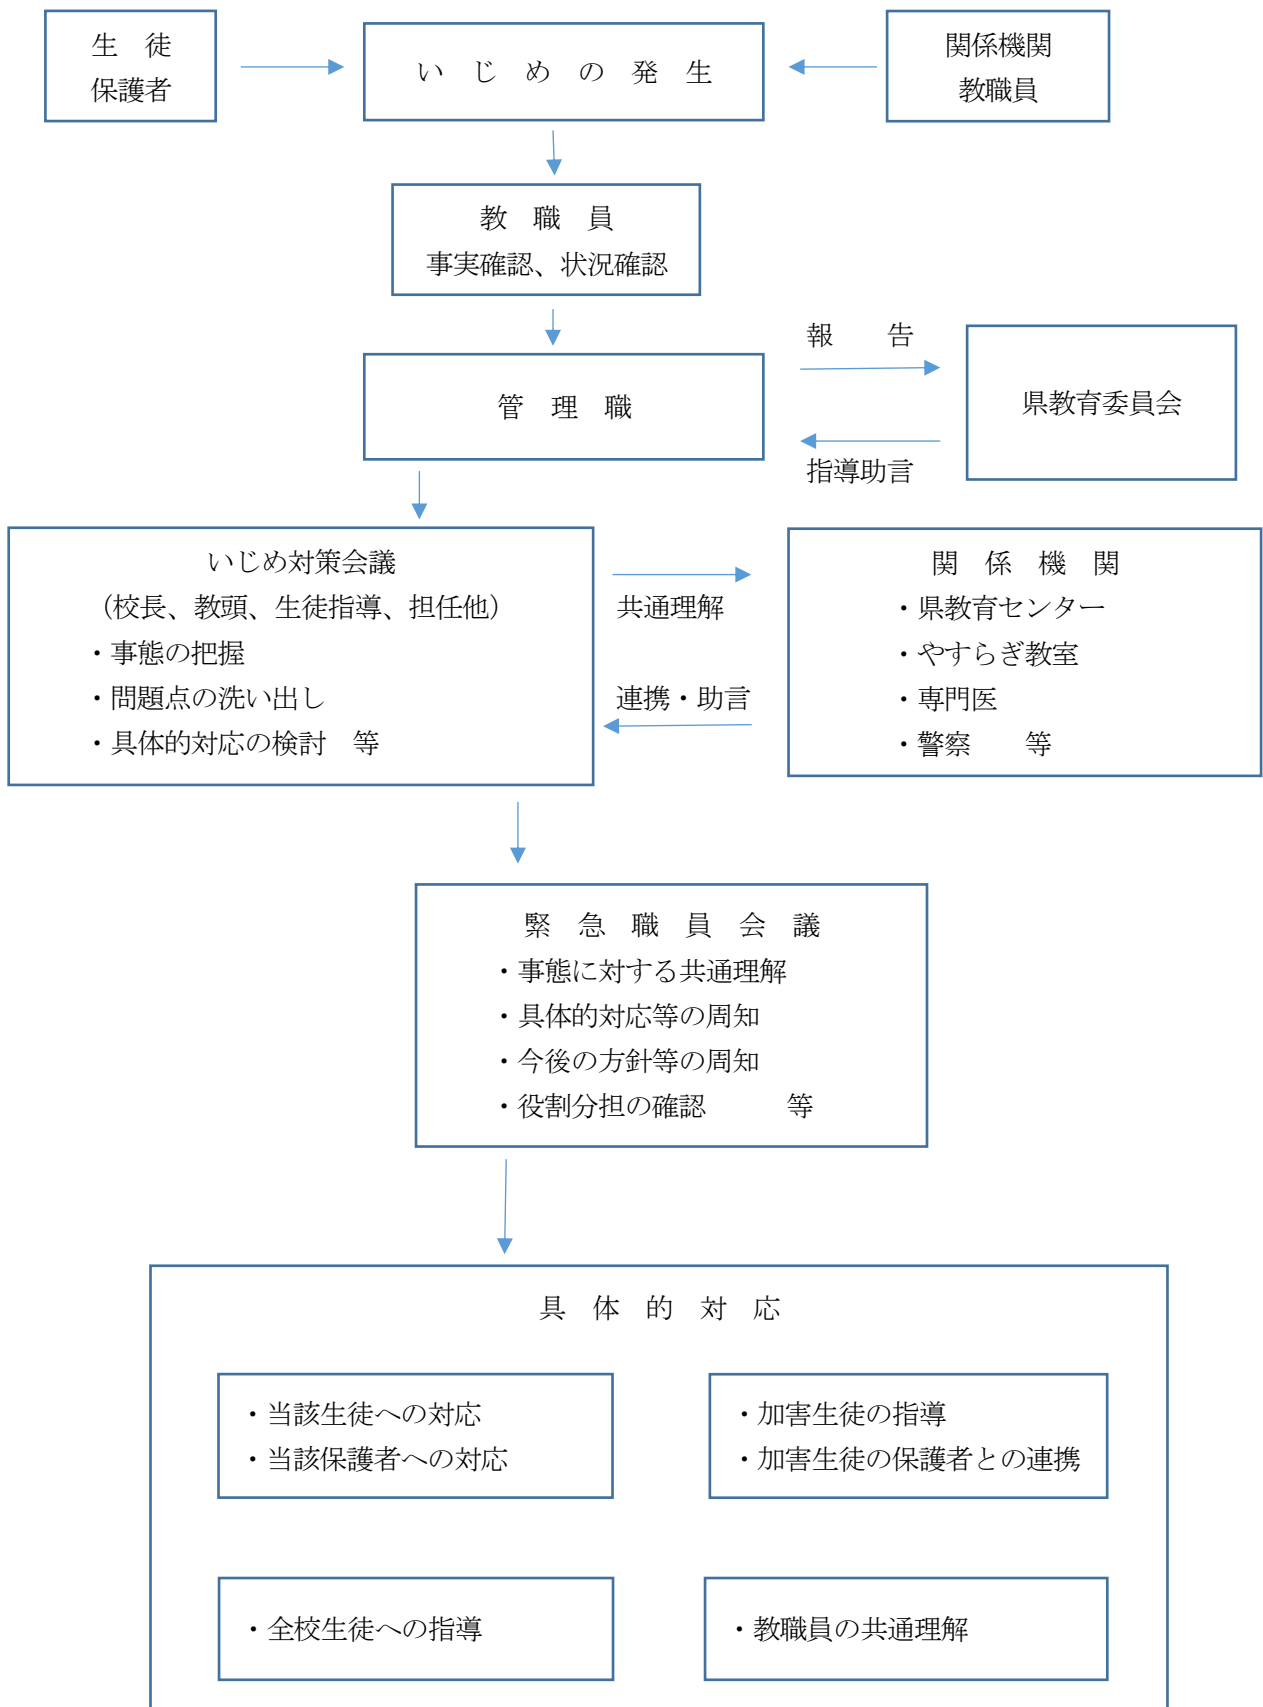 生　徒
保護者
い　じ　め　の　発　生
関係機関
教職員
教　職　員
事実確認、状況確認
管　理　職
報　　告
指導助言
県教育委員会
いじめ対策会議
（校長、教頭、生徒指導、担任他）
・事態の把握
・問題点の洗い出し
・具体的対応の検討　等
共通理解
連携・助言
関　係　機　関
・県教育センター
・やすらぎ教室
・専門医
・警察　　等
緊　急　職　員　会　議
・事態に対する共通理解
・具体的対応等の周知
・今後の方針等の周知
・役割分担の確認　　　等
具　体　的　対　応
・当該生徒への対応
・当該保護者への対応
・加害生徒の指導
・加害生徒の保護者との連携
・全校生徒への指導
・教職員の共通理解